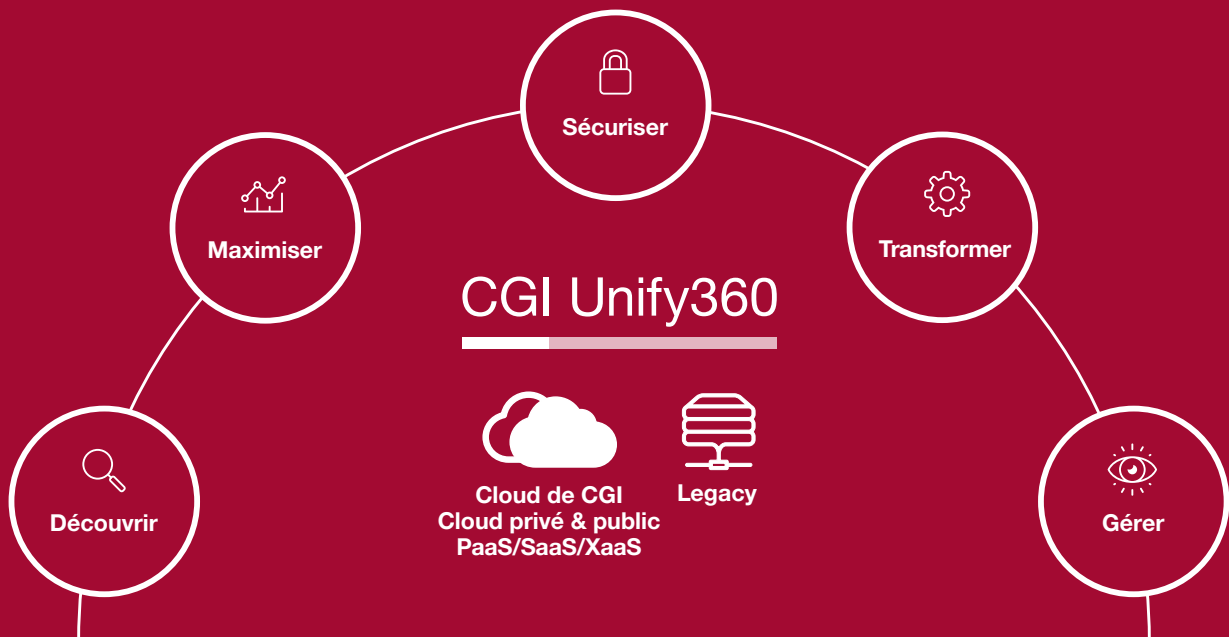 Sécuriser
Maximiser
Transformer
CGI Unify360
Découvrir
Cloud de CGI
Cloud privé & public
PaaS/SaaS/XaaS
Legacy
Gérer